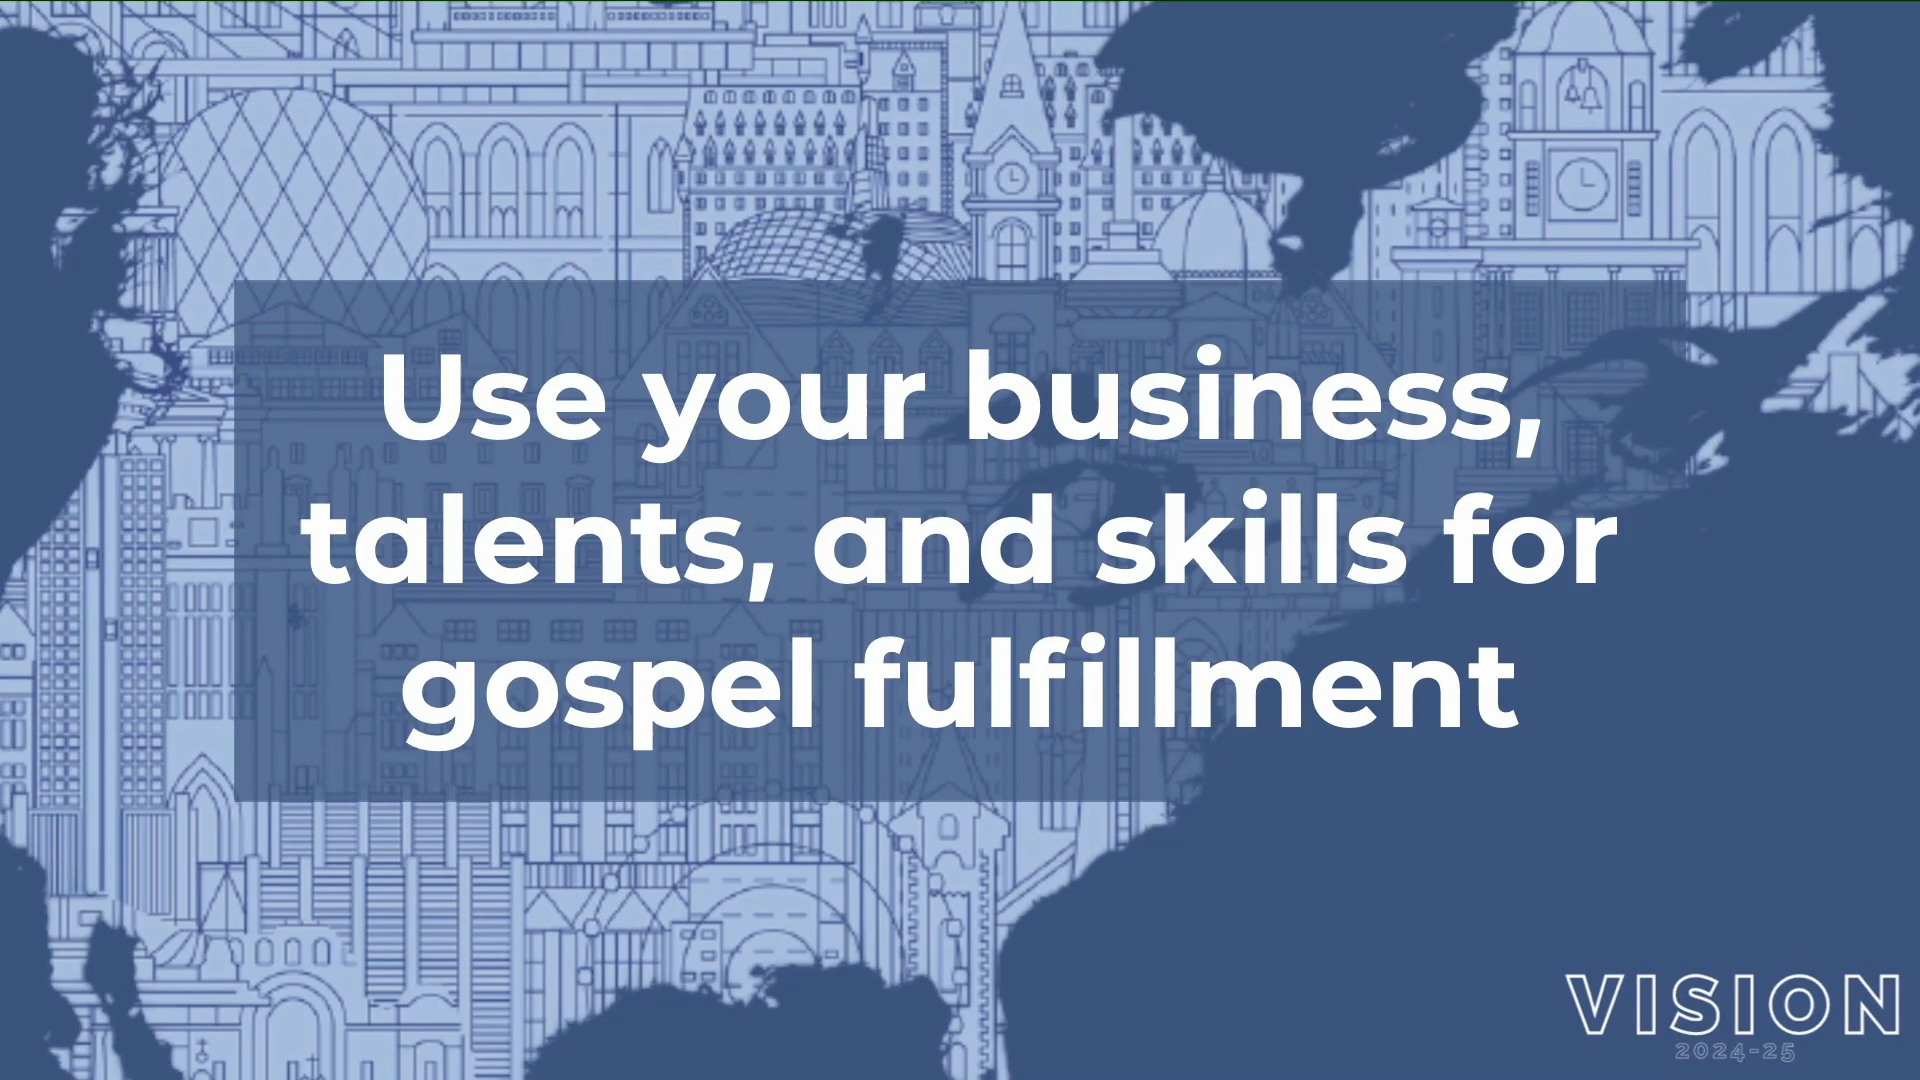 Use your business,
talents, and skills for
gospel fulfillment
VISION
2024-25